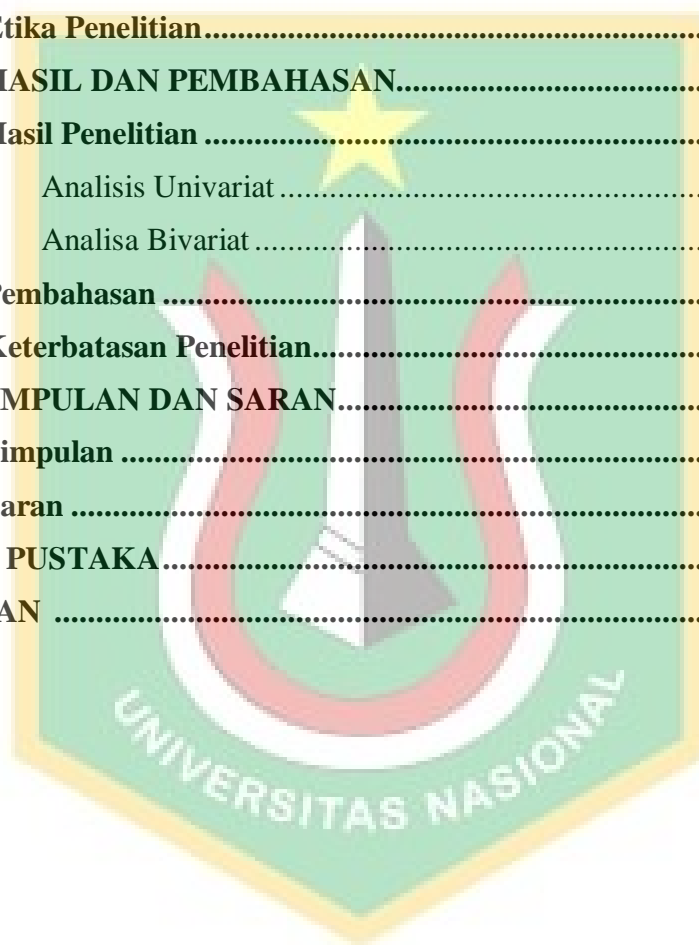 Etika Penelitian..........................................................
HASIL DAN PEMBAHASAN....................................
Hasil Penelitian ..........................................................
Analisis Univariat ......................................................
Analisa Bivariat .........................................................
Pembahasan ...............................................................
Keterbatasan Penelitian............................................
IMPULAN DAN SARAN...........................................
impulan .....................................................................
aran ...........................................................................
PUSTAKA..................................................................
AN .............................................................................
UNIVERSITAS NASIONAL